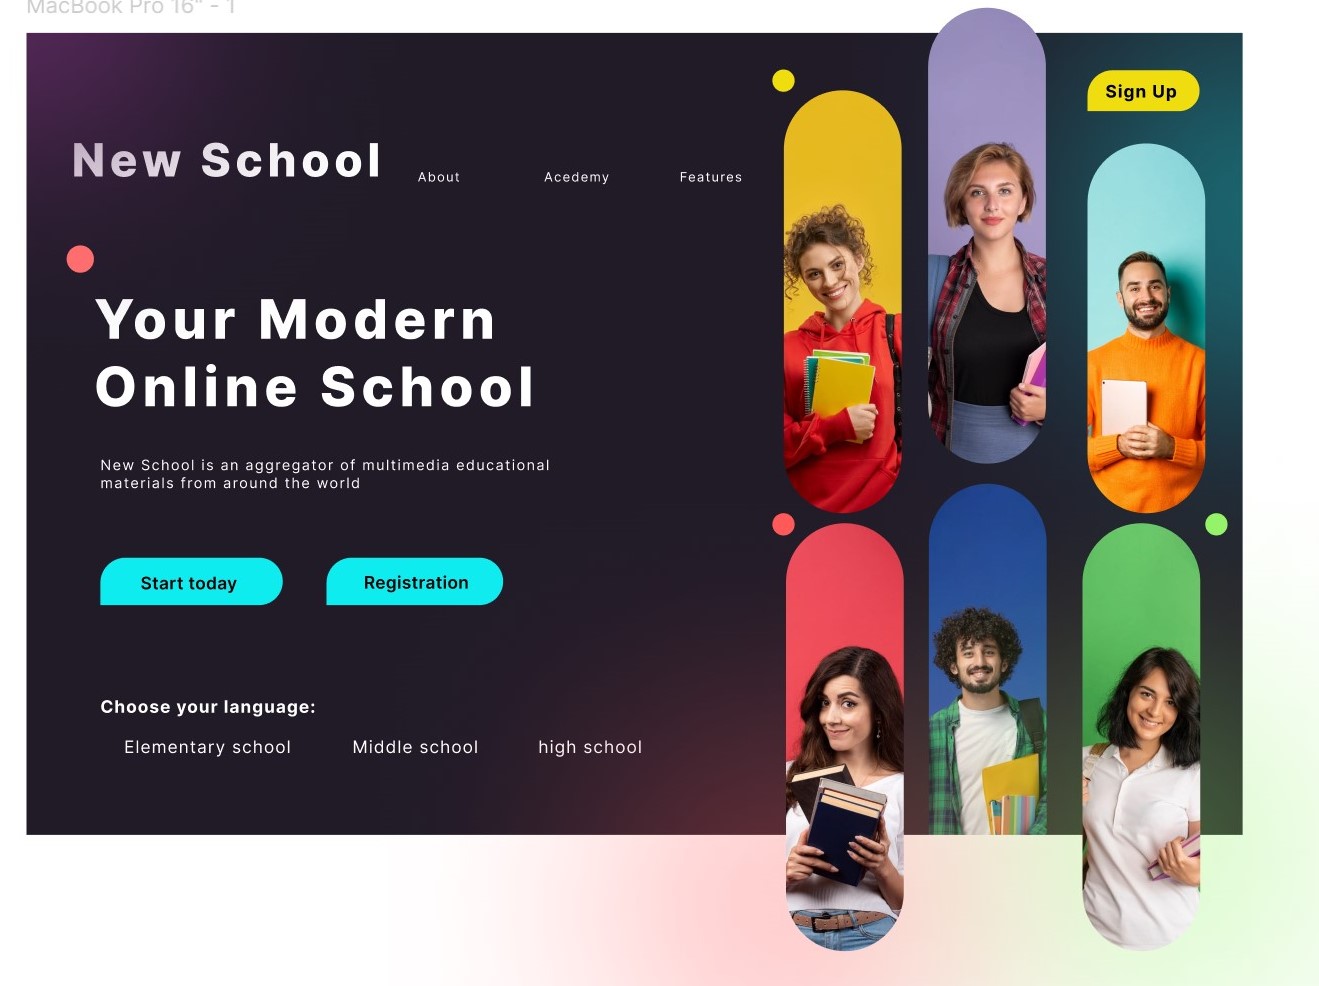 MacBook Pro 16" - 1
Sign Up
New School
About
Acedemy
Features
Your Modern
Online School
New School is an aggregator of multimedia educational
materials from around the world
Start today
Registration
Choose your language:
Elementary school
Middle school
high school